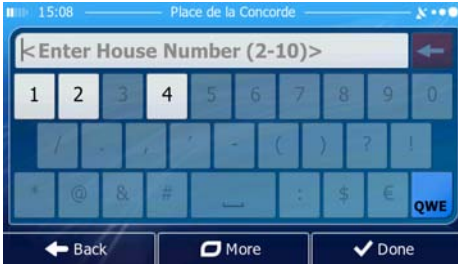 15:08 Place de la Concorde
<Enter House Number (2-10)>
1 2 3 4 5 6 7 8 9 0
/ . , ' - ( ) ? !
* @ & # : $ € QWE
Back More Done